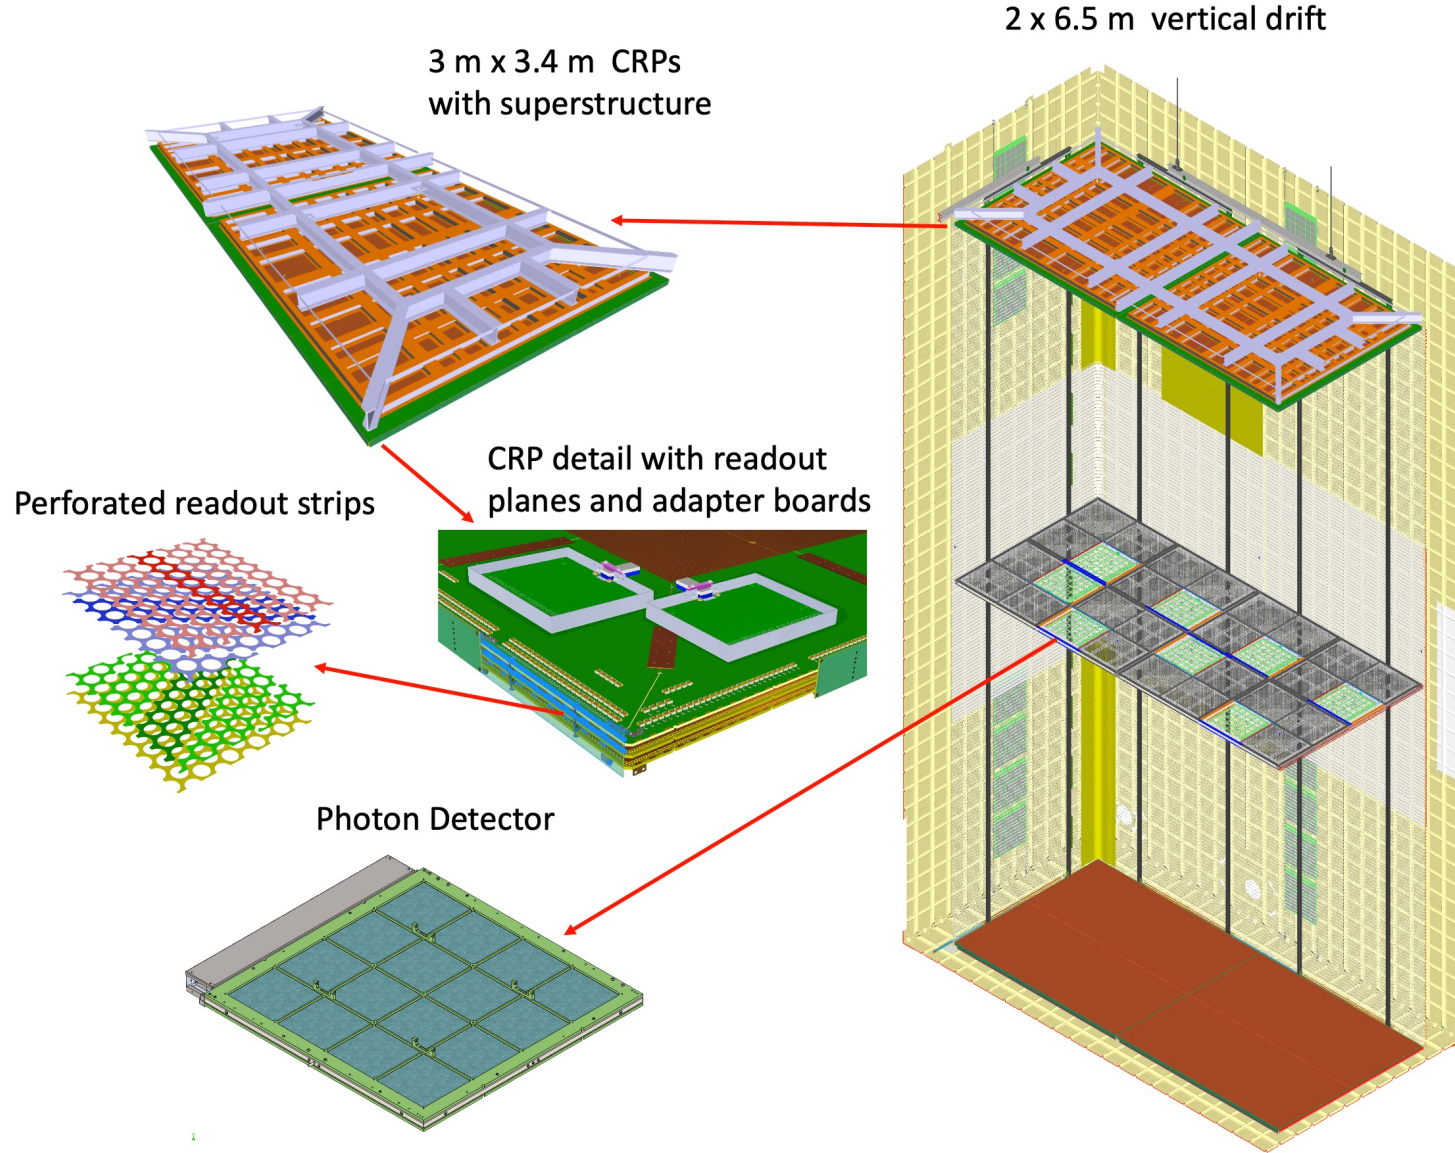 2 x 6.5 m vertical drift
3 m x 3.4 m CRPs
with superstructure
CRP detail with readout
planes and adapter boards
Perforated readout strips
Photon Detector